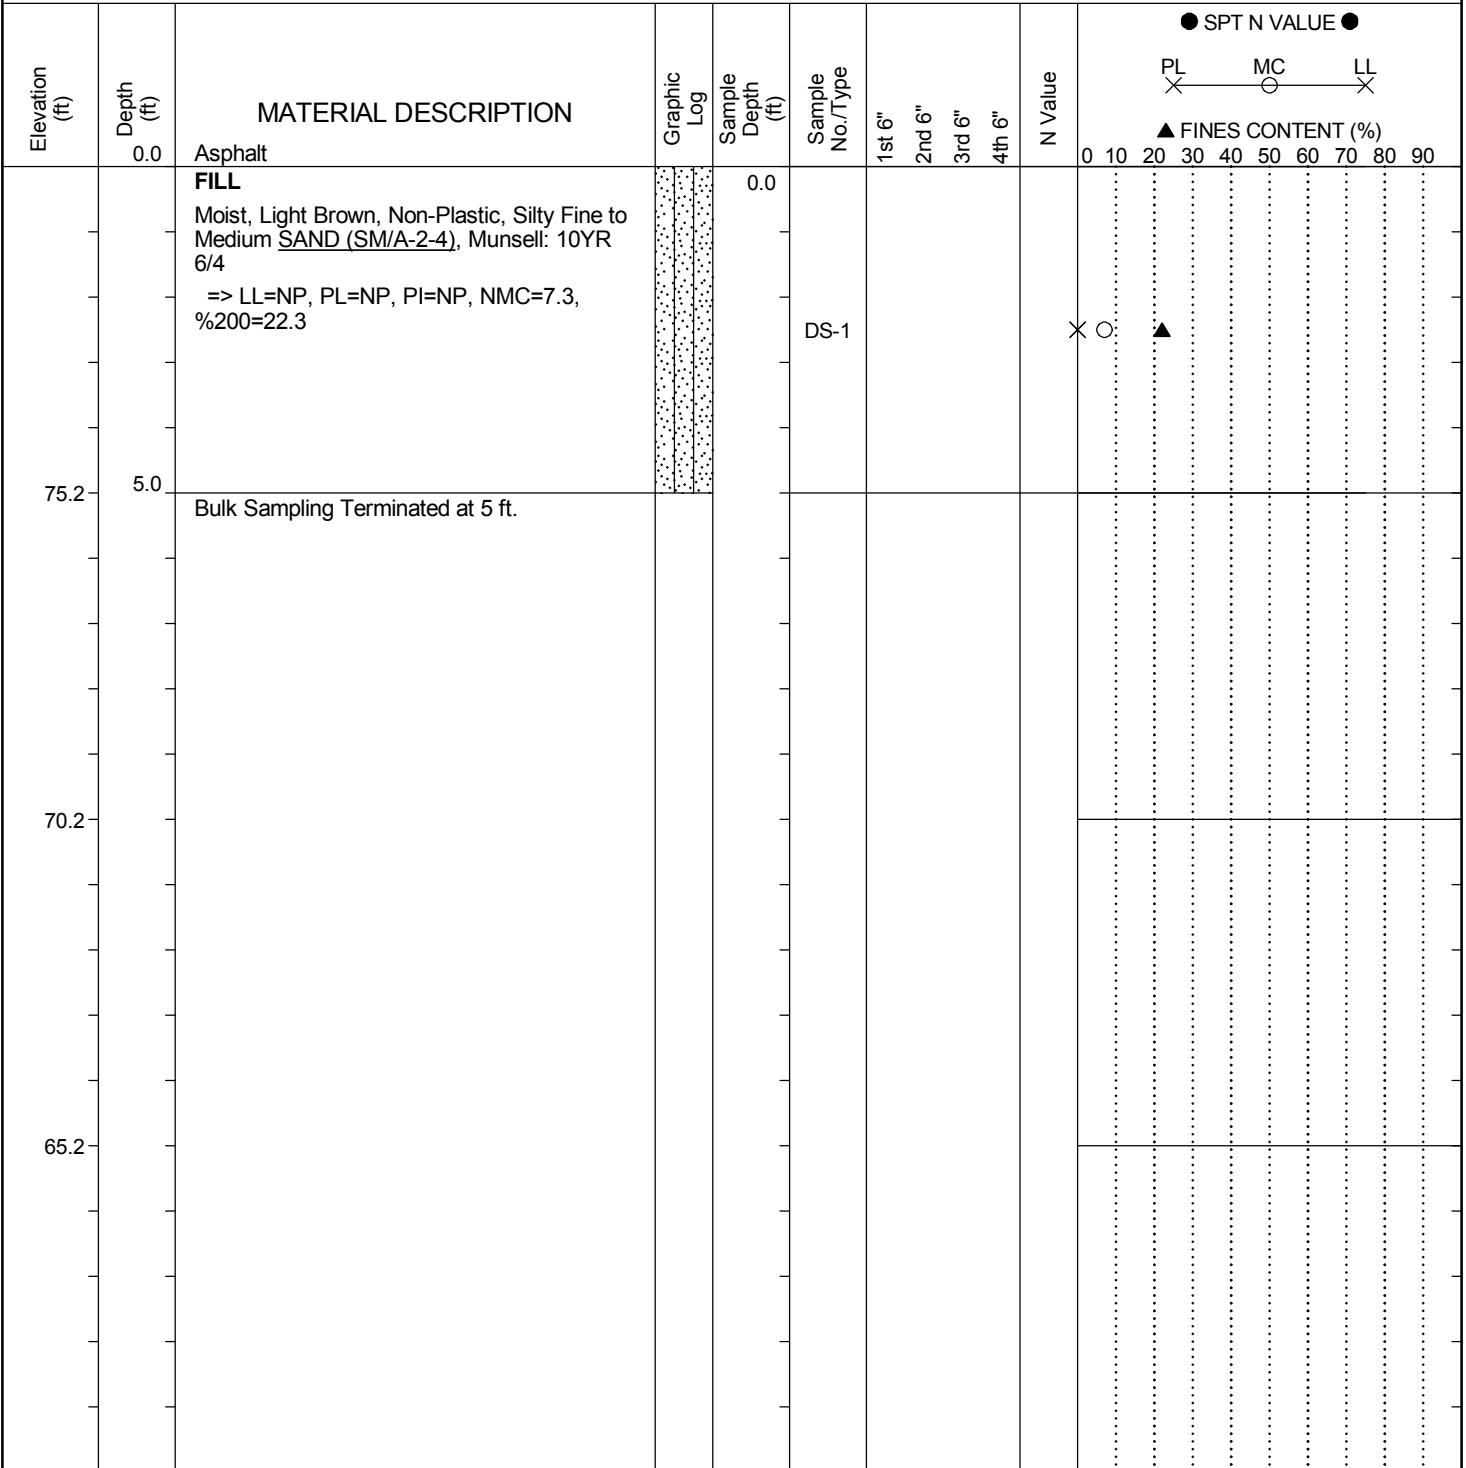 ● SPT N VALUE ●
PL MC LL
▲ FINES CONTENT (%)
0 10 20 30 40 50 60 70 80 90
Elevation
(ft)
Depth
(ft)
MATERIAL DESCRIPTION
Graphic
Log
Sample
Depth
(ft)
Sample
No./Type
1st 6"
2nd 6"
3rd 6"
4th 6"
N Value
0.0 Asphalt
FILL
0.0
Moist, Light Brown, Non-Plastic, Silty Fine to
Medium SAND (SM/A-2-4), Munsell: 10YR
6/4
=> LL=NP, PL=NP, PI=NP, NMC=7.3,
%200=22.3
DS-1
75.2 5.0
Bulk Sampling Terminated at 5 ft.
70.2
65.2